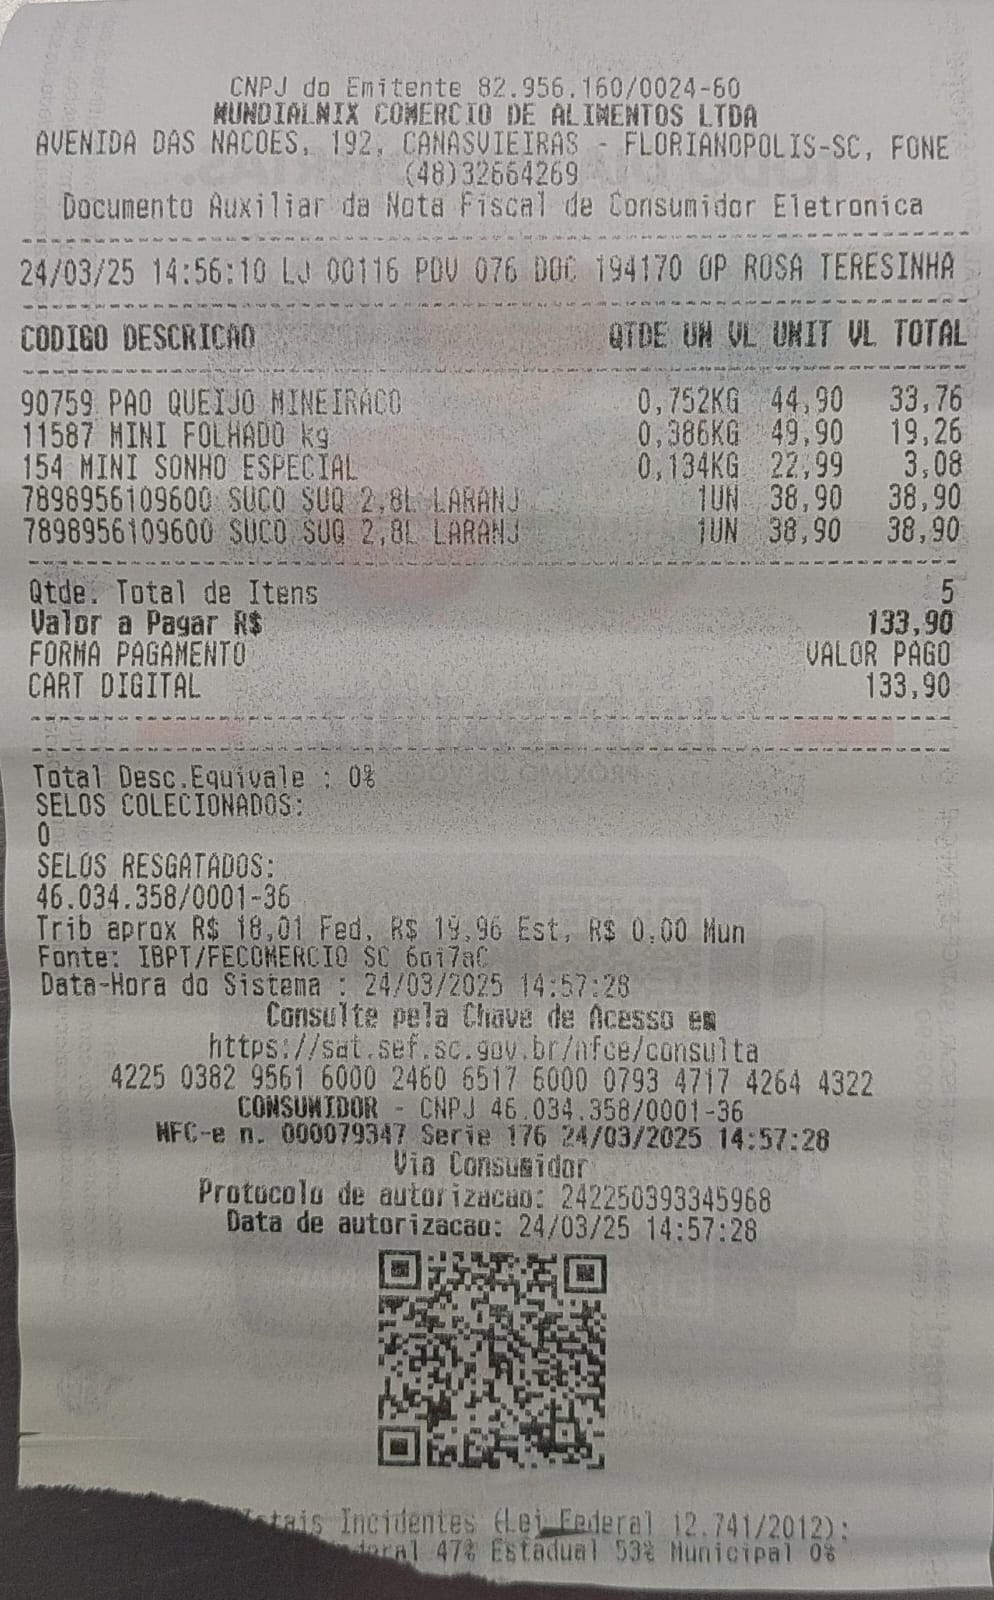 CNPJ do Emitente 82.956.160/0024-60
MUNDIALMIX COMERCIO DE ALIMENTOS LTDA
AVENIDA DAS NACOES, 192, CANASVIEIRAS - FLORIANOPOLIS-SC, FONE
(48)32664269
Documento Auxiliar da Nota Fiscal de Consumidor Eletronica
24/03/25 14:56:10 LJ 00116 PDV 076 DOC 194170 OP ROSA TERESINHA
CODIGO DESCRICAO QTDE UN VL UNIT VL TOTAL
90759 PAO QUEIJO MINEIRACO 0,752KG 44,90 33,76
11587 MINI FOLHADO kg 0,386KG 49,90 19,26
154 MINI SONHO ESPECIAL 0,134KG 22,99 3,08
7898956109600 SUCO SUQ 2,8L LARANJ 1UN 38,90 38,90
7898956109600 SUCO SUQ 2,8L LARANJ 1UN 38,90 38,90
Qtde. Total de Itens 5
Valor a Pagar R$ 133,90
FORMA PAGAMENTO VALOR PAGO
CART DIGITAL 133,90
Total Desc.Equivale : 0%
SELOS COLECIONADOS:
0
SELOS RESGATADOS:
46.034.358/0001-36
Trib aprox R$ 18,01 Fed, R$ 19,96 Est, R$ 0,00 Mun
Fonte: IBPT/FECOMERCIO SC 6oi7aC
Data-Hora do Sistema : 24/03/2025 14:57:28
Consulte pela Chave de Acesso em
https://sat.sef.sc.gov.br/nfce/consulta
4225 0382 9561 6000 2460 6517 6000 0793 4717 4264 4322
CONSUMIDOR - CNPJ 46.034.358/0001-36
NFC-e n. 000079347 Serie 176 24/03/2025 14:57:28
Via Consumidor
Protocolo de autorizacao: 242250393345968
Data de autorizacao: 24/03/25 14:57:28
Incidentes (Lei Federal 12.741/2012):
47% Estadual 53% Municipal 0%